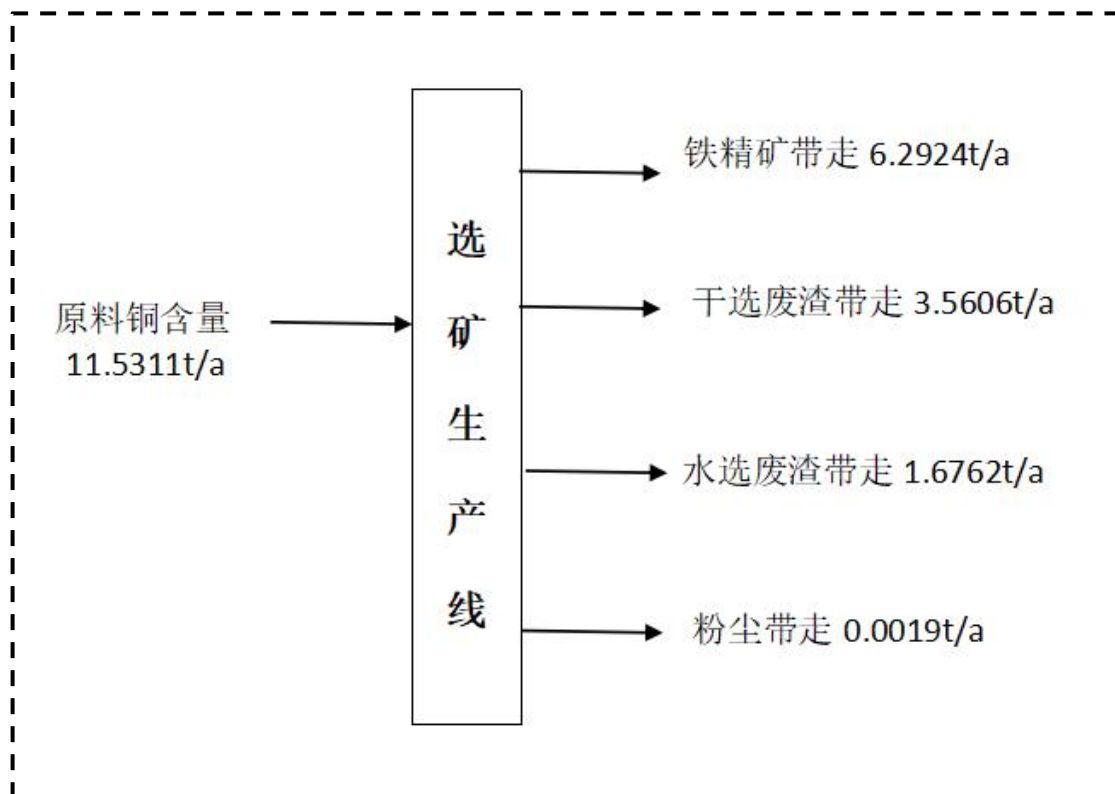 原料铜含量
11.5311t/a
选矿生产线
铁精矿带走 6.2924t/a
干选废渣带走 3.5606t/a
水选废渣带走 1.6762t/a
粉尘带走 0.0019t/a